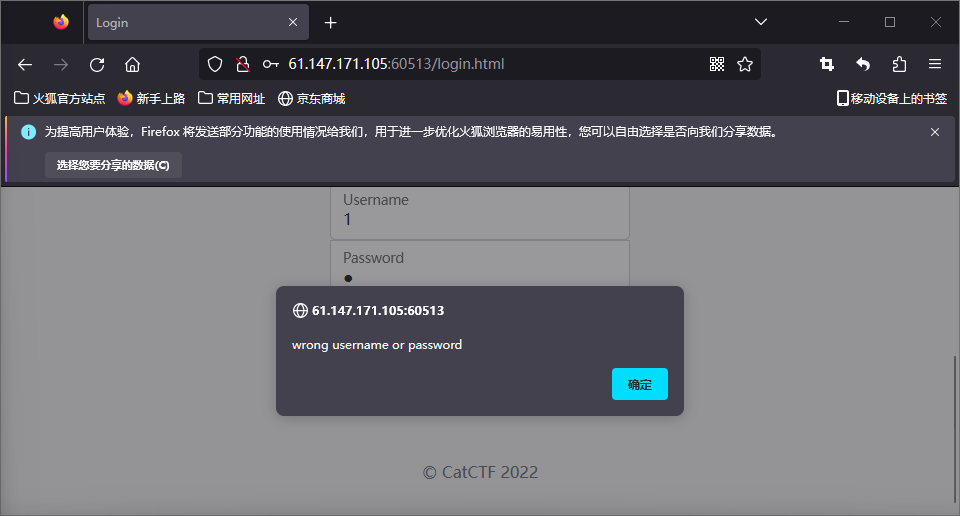 Login
61.147.171.105:60513/login.html
火狐官方站点 新手上路 常用网址 京东商城 移动设备上的书签
为提高用户体验，Firefox 将发送部分功能的使用情况给我们，用于进一步优化火狐浏览器的易用性，您可以自由选择是否向我们分享数据。
选择您要分享的数据(C)
Username
1
Password
61.147.171.105:60513
wrong username or password
确定
© CatCTF 2022